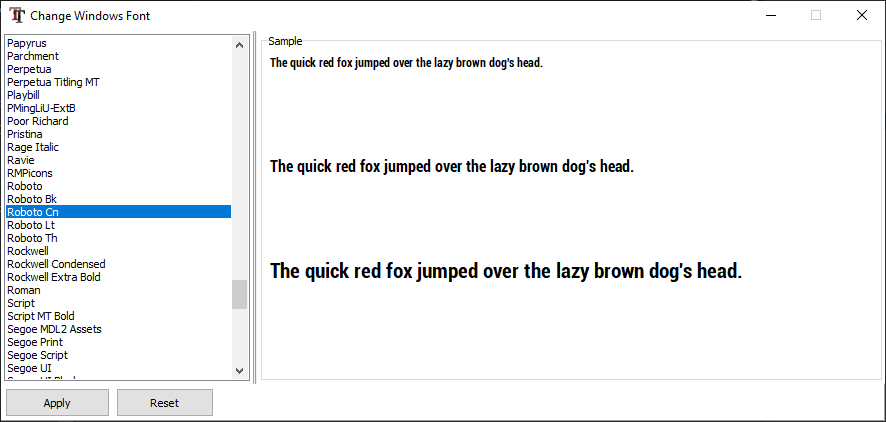 Change Windows Font
Papyrus
Parchment
Perpetua
Perpetua Titling MT
Playbill
PMingLiU-ExtB
Poor Richard
Pristina
Rage Italic
Ravie
RMPicons
Roboto
Roboto Bk
Roboto Cn
Roboto Lt
Roboto Th
Rockwell
Rockwell Condensed
Rockwell Extra Bold
Roman
Script
Script MT Bold
Segoe MDL2 Assets
Segoe Print
Segoe Script
Segoe UI
Sample
The quick red fox jumped over the lazy brown dog's head.
The quick red fox jumped over the lazy brown dog's head.
The quick red fox jumped over the lazy brown dog's head.
Apply
Reset